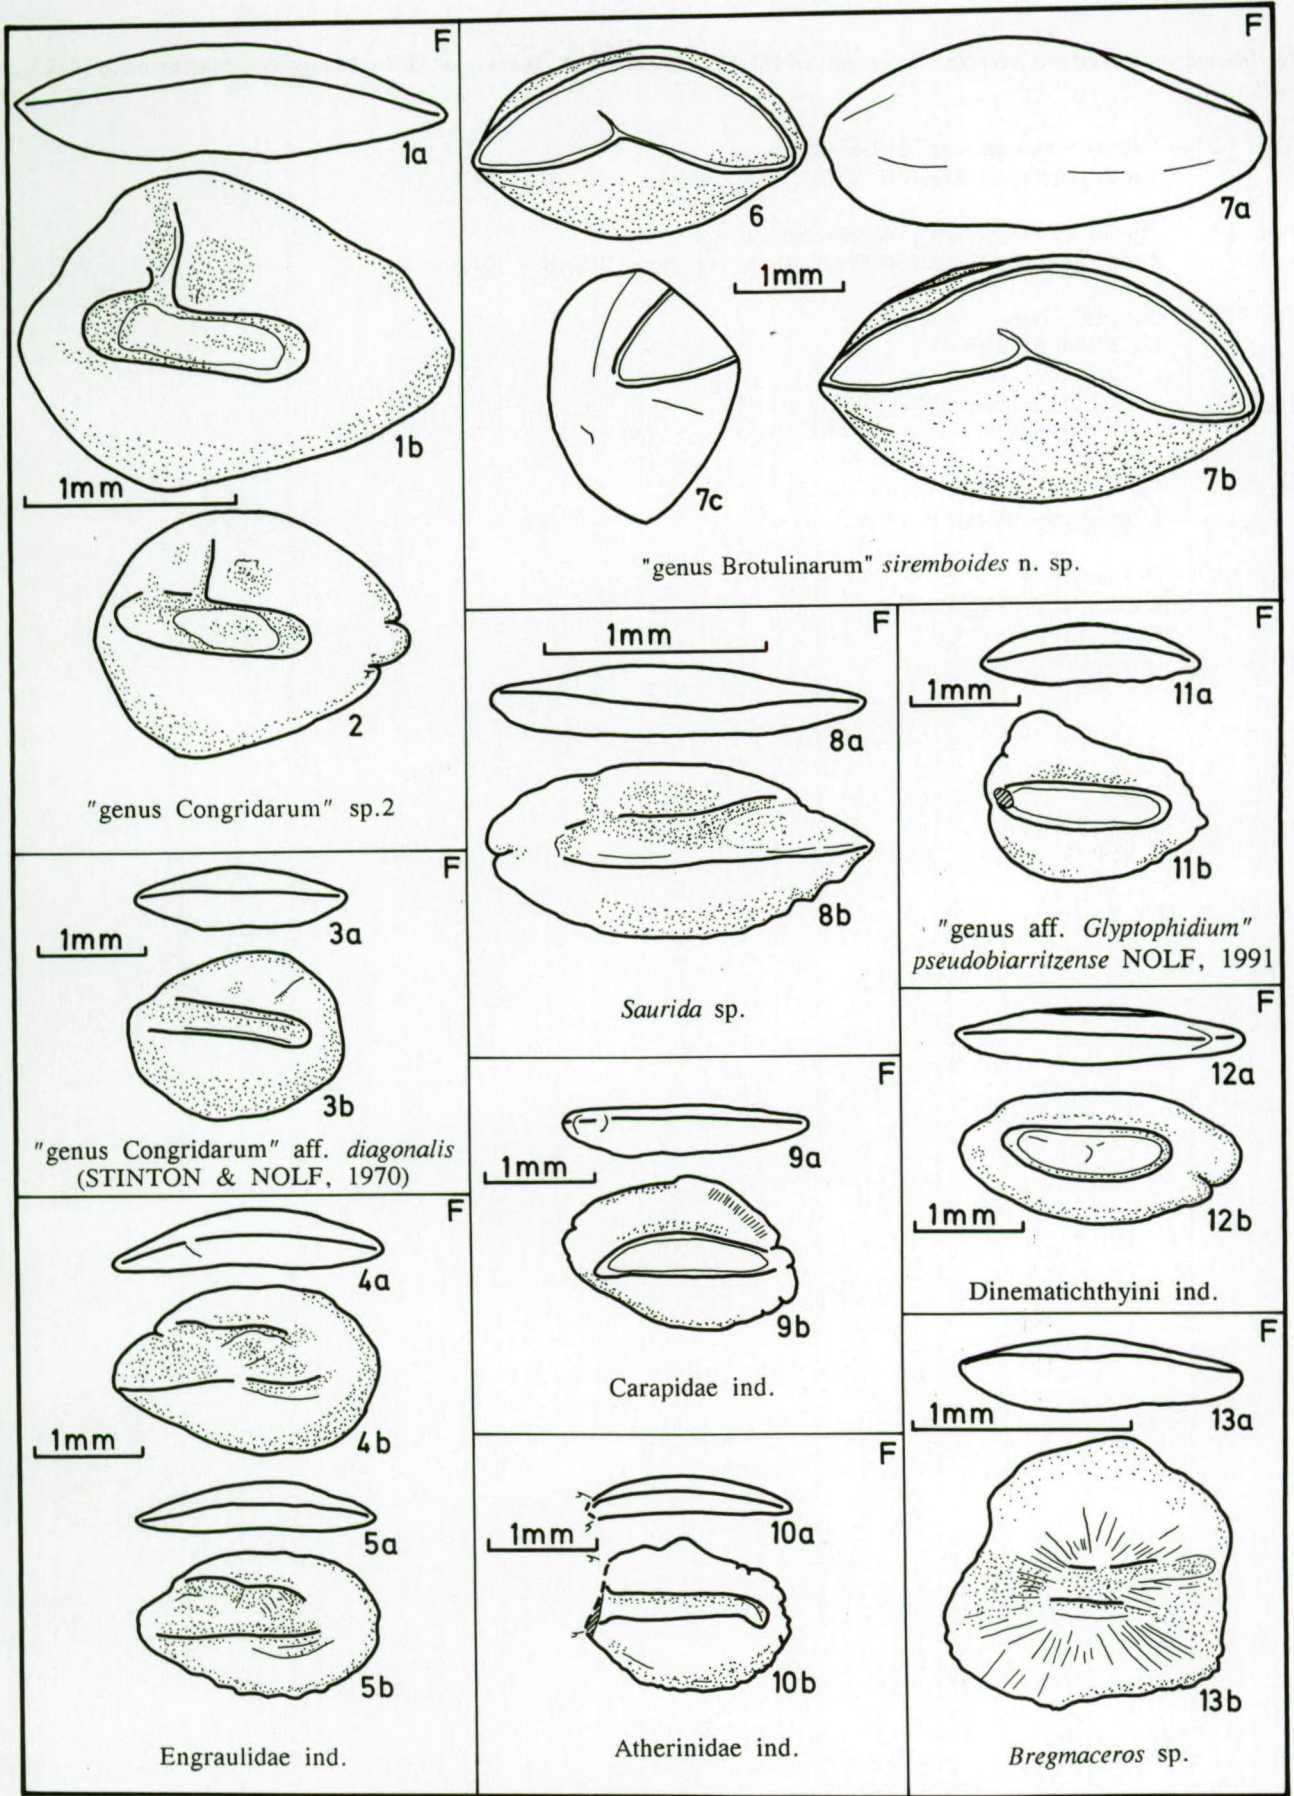 F
1a
1b
1mm
2
"genus Congridarum" sp.2
F
3a
1mm
3b
"genus Congridarum" aff. diagonalis
(STINTON & NOLF, 1970)
F
4a
4b
1mm
5a
5b
Engraulidae ind.
F
6
7a
1mm
7c
7b
"genus Brotulinarum" siremboides n. sp.
F
1mm
8a
8b
Saurida sp.
F
9a
1mm
9b
Carapidae ind.
F
10a
1mm
10b
Atherinidae ind.
F
11a
1mm
11b
"genus aff. Glyptophidium"
pseudobiarritzense NOLF, 1991
F
12a
1mm
12b
Dinematichthyini ind.
F
13a
1mm
13b
Bregmaceros sp.